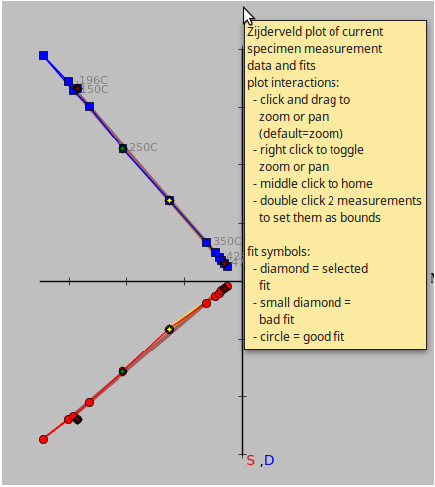 Zijderveld plot of current
specimen measurement
data and fits
plot interactions:
- click and drag to
zoom or pan
(default=zoom)
- right click to toggle
zoom or pan
- middle click to home
- double click 2 measurements
to set them as bounds

fit symbols:
- diamond = selected
fit
- small diamond =
bad fit
- circle = good fit
-196C
150C
250C
350C
S ,D